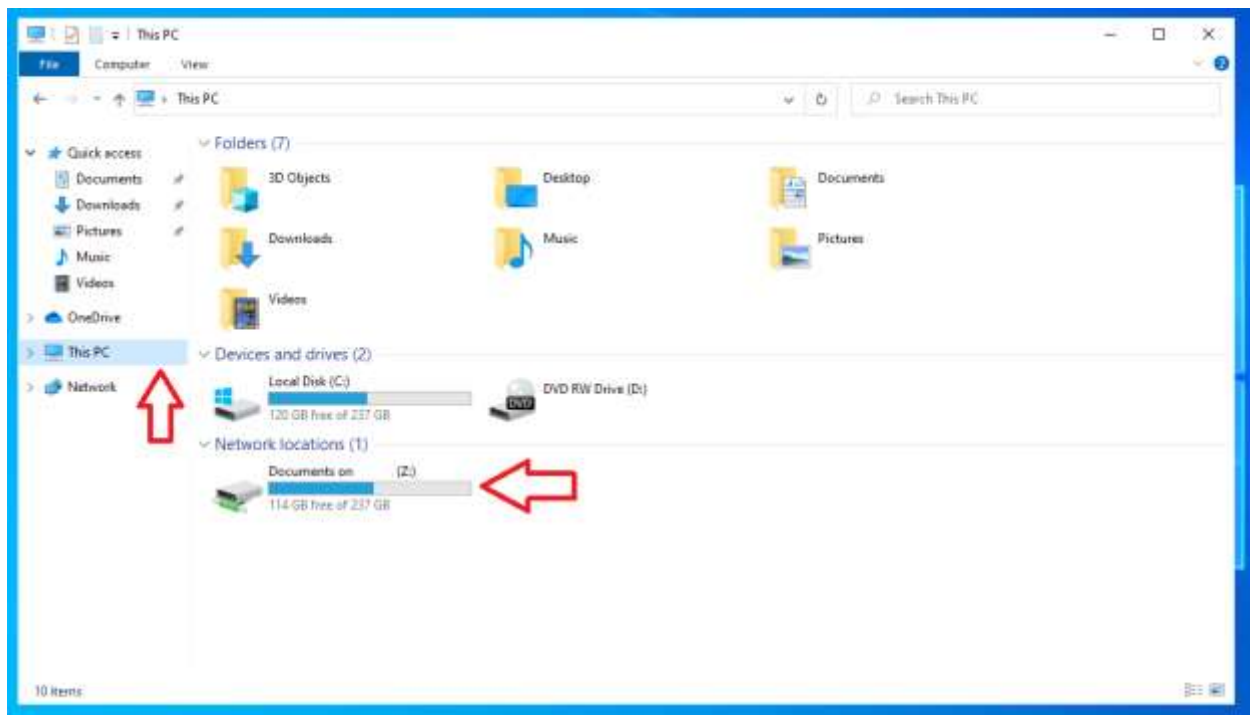 This PC
File Computer View
This PC
Search This PC
Quick access
Documents
Downloads
Pictures
Music
Videos
OneDrive
This PC
Network
Folders (7)
3D Objects
Desktop
Documents
Downloads
Music
Pictures
Videos
Devices and drives (2)
Local Disk (C:)
120 GB free of 237 GB
DVD RW Drive (D:)
DVD
Network locations (1)
Documents on (Z:)
114 GB free of 237 GB
10 items